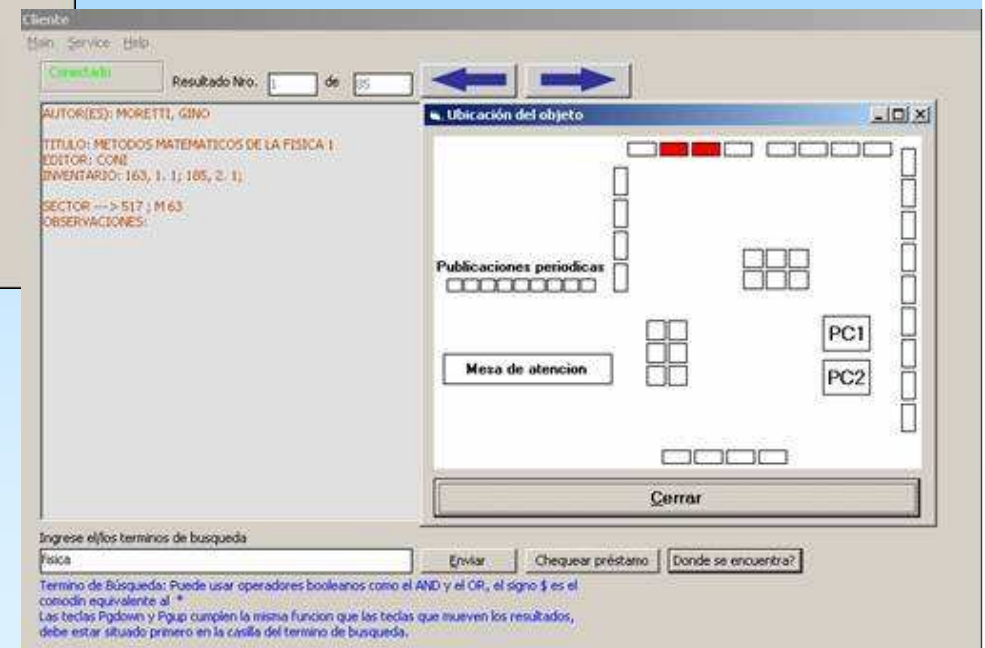 Cliente
Main Service Help
Conectado
Resultado Nro. 1 de 85
AUTOR(ES): MORETTI, GINO
TITULO: METODOS MATEMATICOS DE LA FISICA 1
EDITOR: CONI
INVENTARIO: 163, 1. 1; 185, 2. 1;
SECTOR ---> 517 ; M 63
OBSERVACIONES:
Ubicación del objeto
Publicaciones periodicas
Mesa de atencion
PC1
PC2
Cerrar
Ingrese el/los terminos de busqueda
fisica
Enviar Chequear préstamo Donde se encuentra?
Termino de Búsqueda: Puede usar operadores booleanos como el AND y el OR, el signo $ es el
comodín equivalente al *
Las teclas Pgdown y Pgup cumplen la misma funcion que las teclas que mueven los resultados,
debe estar situado primero en la casilla del termino de busqueda.